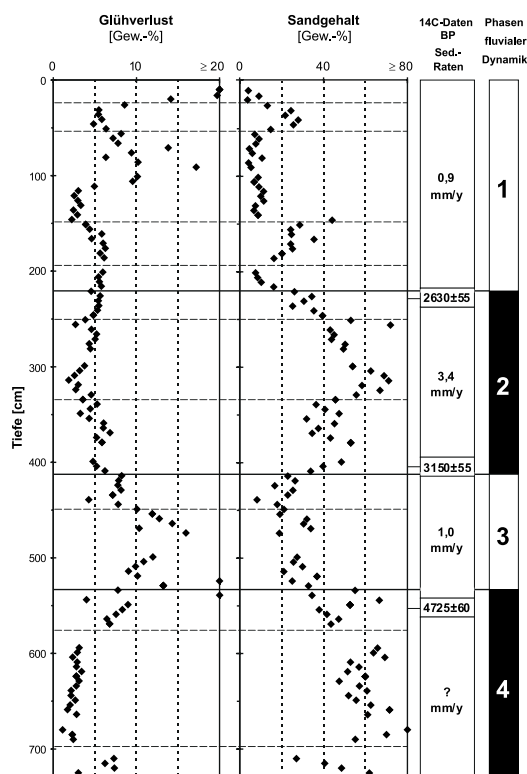 Glühverlust
[Gew.-%]
Sandgehalt
[Gew.-%]
14C-Daten
BP
Sed.-
Raten
Phasen
fluvialer
Dynamik
0 10 ≥ 20
0 40 ≥ 80
0
100
200
300
400
500
600
700
Tiefe [cm]
0,9
mm/y
2630±55
3,4
mm/y
3150±55
1,0
mm/y
4725±60
?
mm/y
1
2
3
4